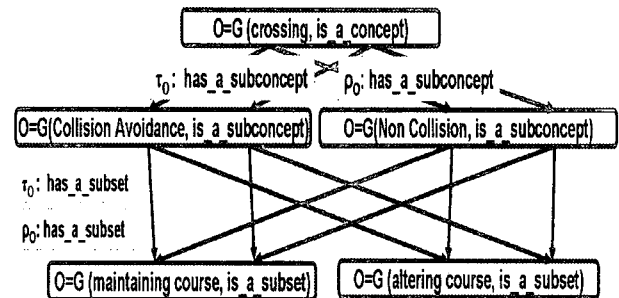 O=G (crossing, is_a_concept)
τ₀: has_a_subconcept ρ₀: has_a_subconcept
O=G(Collision Avoidance, is_a_subconcept) O=G(Non Collision, is_a_subconcept)
τ₀: has_a_subset
ρ₀: has_a_subset
O=G (maintaining course, is_a_subset) O=G (altering course, is_a_subset)